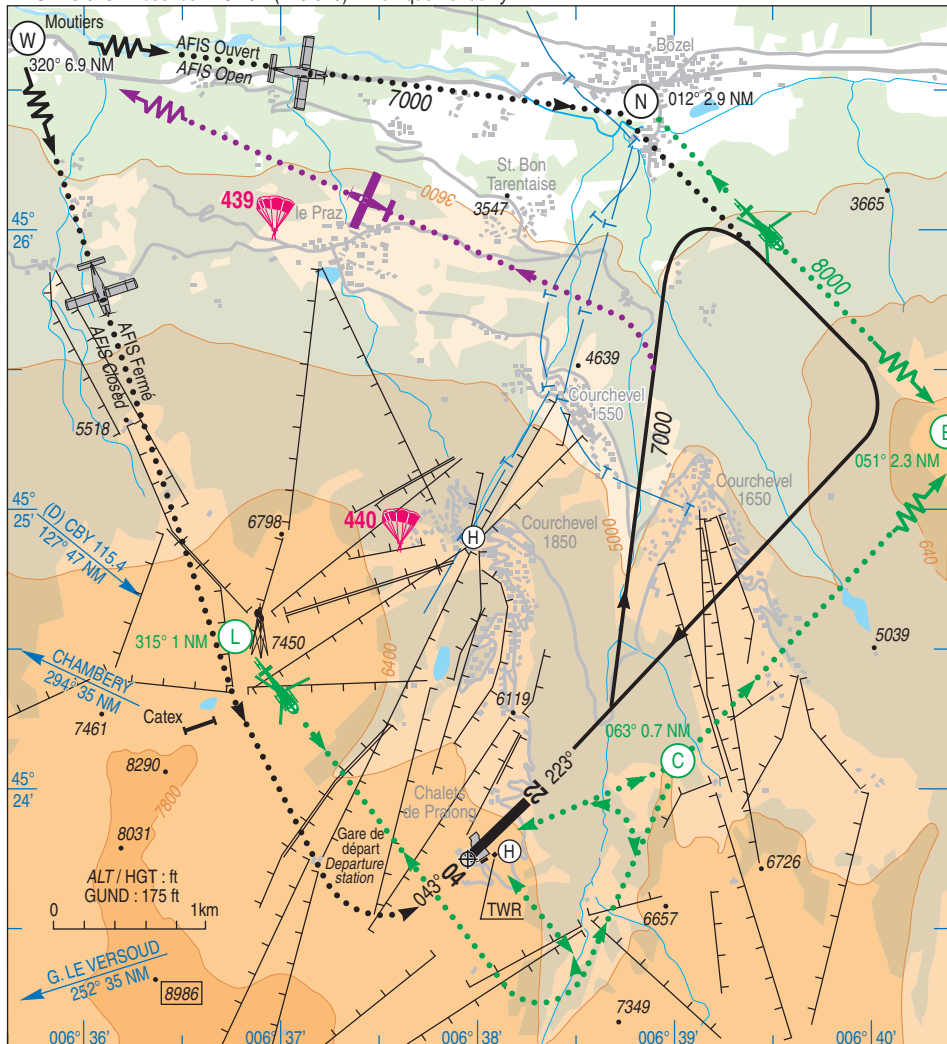 Moutiers
W
320° 6.9 NM
AFIS Ouvert
AFIS Open
7000
Bozel
N
012° 2.9 NM
439
le Praz
St. Bon
Tarentaise
3547
3600
3665
8000
45°
26'
AFIS Fermé
AFIS Closed
5518
4639
Courchevel
1550
7000
5000
E
051° 2.3 NM
45°
25'
(D) CBY 115.4
127° 47 NM
6798
440
H
Courchevel
1850
Courchevel
1650
640
315° 1 NM
L
7450
6400
5039
CHAMBERY
294° 35 NM
7461
Catex
6119
063° 0.7 NM
C
45°
24'
8290
7800
8031
Chalets
de Pralong
22
223°
Gare de
départ
Departure
station
04
043°
H
TWR
6726
6657
ALT / HGT : ft
GUND : 175 ft
0
1km
G. LE VERSOUD
252° 35 NM
8986
7349
006° 36'
006° 37'
006° 38'
006° 39'
006° 40'